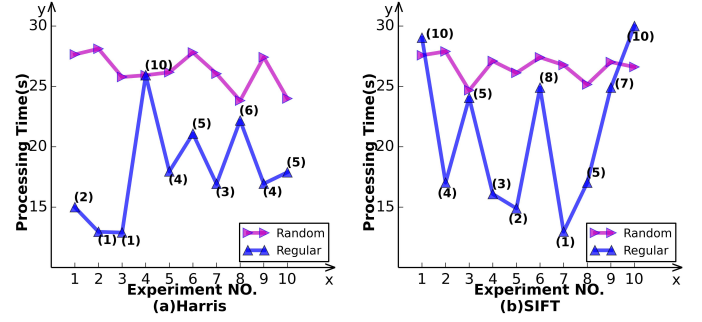 y
30
25
20
15
Processing Time(s)
(2)
(1)
(1)
(10)
(4)
(5)
(3)
(6)
(4)
(5)
Random
Regular
1 2 3 4 5 6 7 8 9 10 x
Experiment NO.
(a)Harris
y
30
25
20
15
Processing Time(s)
(10)
(4)
(5)
(3)
(2)
(8)
(1)
(5)
(7)
(10)
Random
Regular
1 2 3 4 5 6 7 8 9 10 x
Experiment NO.
(b)SIFT